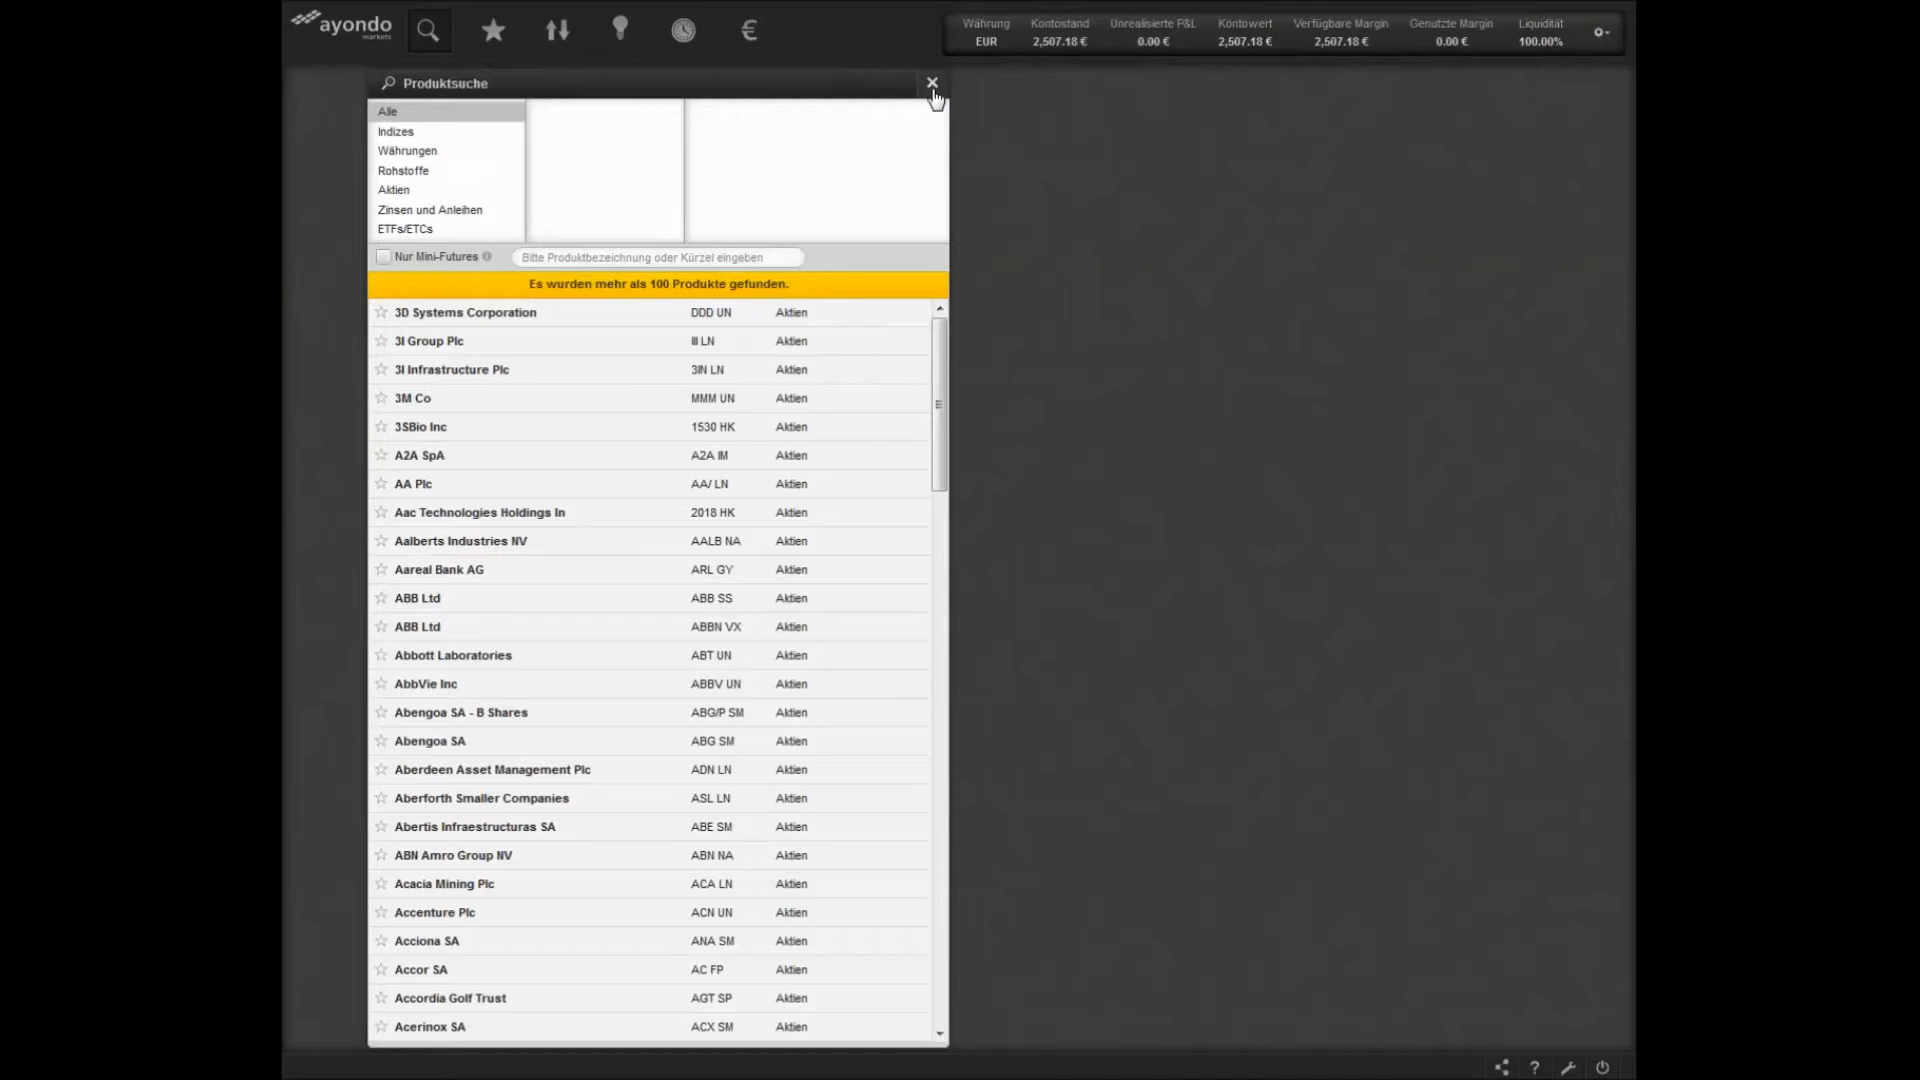 ayondo
markets
€
Währung Kontostand Unrealisierte P&L Kontowert Verfügbare Margin Genutzte Margin Liquidität
EUR 2,507.18 € 0.00 € 2,507.18 € 2,507.18 € 0.00 € 100.00%
Produktsuche
Alle
Indizes
Währungen
Rohstoffe
Aktien
Zinsen und Anleihen
ETFs/ETCs
Nur Mini-Futures Bitte Produktbezeichnung oder Kürzel eingeben
Es wurden mehr als 100 Produkte gefunden.
3D Systems Corporation DDD UN Aktien
3I Group Plc III LN Aktien
3I Infrastructure Plc 3IN LN Aktien
3M Co MMM UN Aktien
3SBio Inc 1530 HK Aktien
A2A SpA A2A IM Aktien
AA Plc AA/ LN Aktien
Aac Technologies Holdings In 2018 HK Aktien
Aalberts Industries NV AALB NA Aktien
Aareal Bank AG ARL GY Aktien
ABB Ltd ABB SS Aktien
ABB Ltd ABBN VX Aktien
Abbott Laboratories ABT UN Aktien
AbbVie Inc ABBV UN Aktien
Abengoa SA - B Shares ABG/P SM Aktien
Abengoa SA ABG SM Aktien
Aberdeen Asset Management Plc ADN LN Aktien
Aberforth Smaller Companies ASL LN Aktien
Abertis Infraestructuras SA ABE SM Aktien
ABN Amro Group NV ABN NA Aktien
Acacia Mining Plc ACA LN Aktien
Accenture Plc ACN UN Aktien
Acciona SA ANA SM Aktien
Accor SA AC FP Aktien
Accordia Golf Trust AGT SP Aktien
Acerinox SA ACX SM Aktien
?